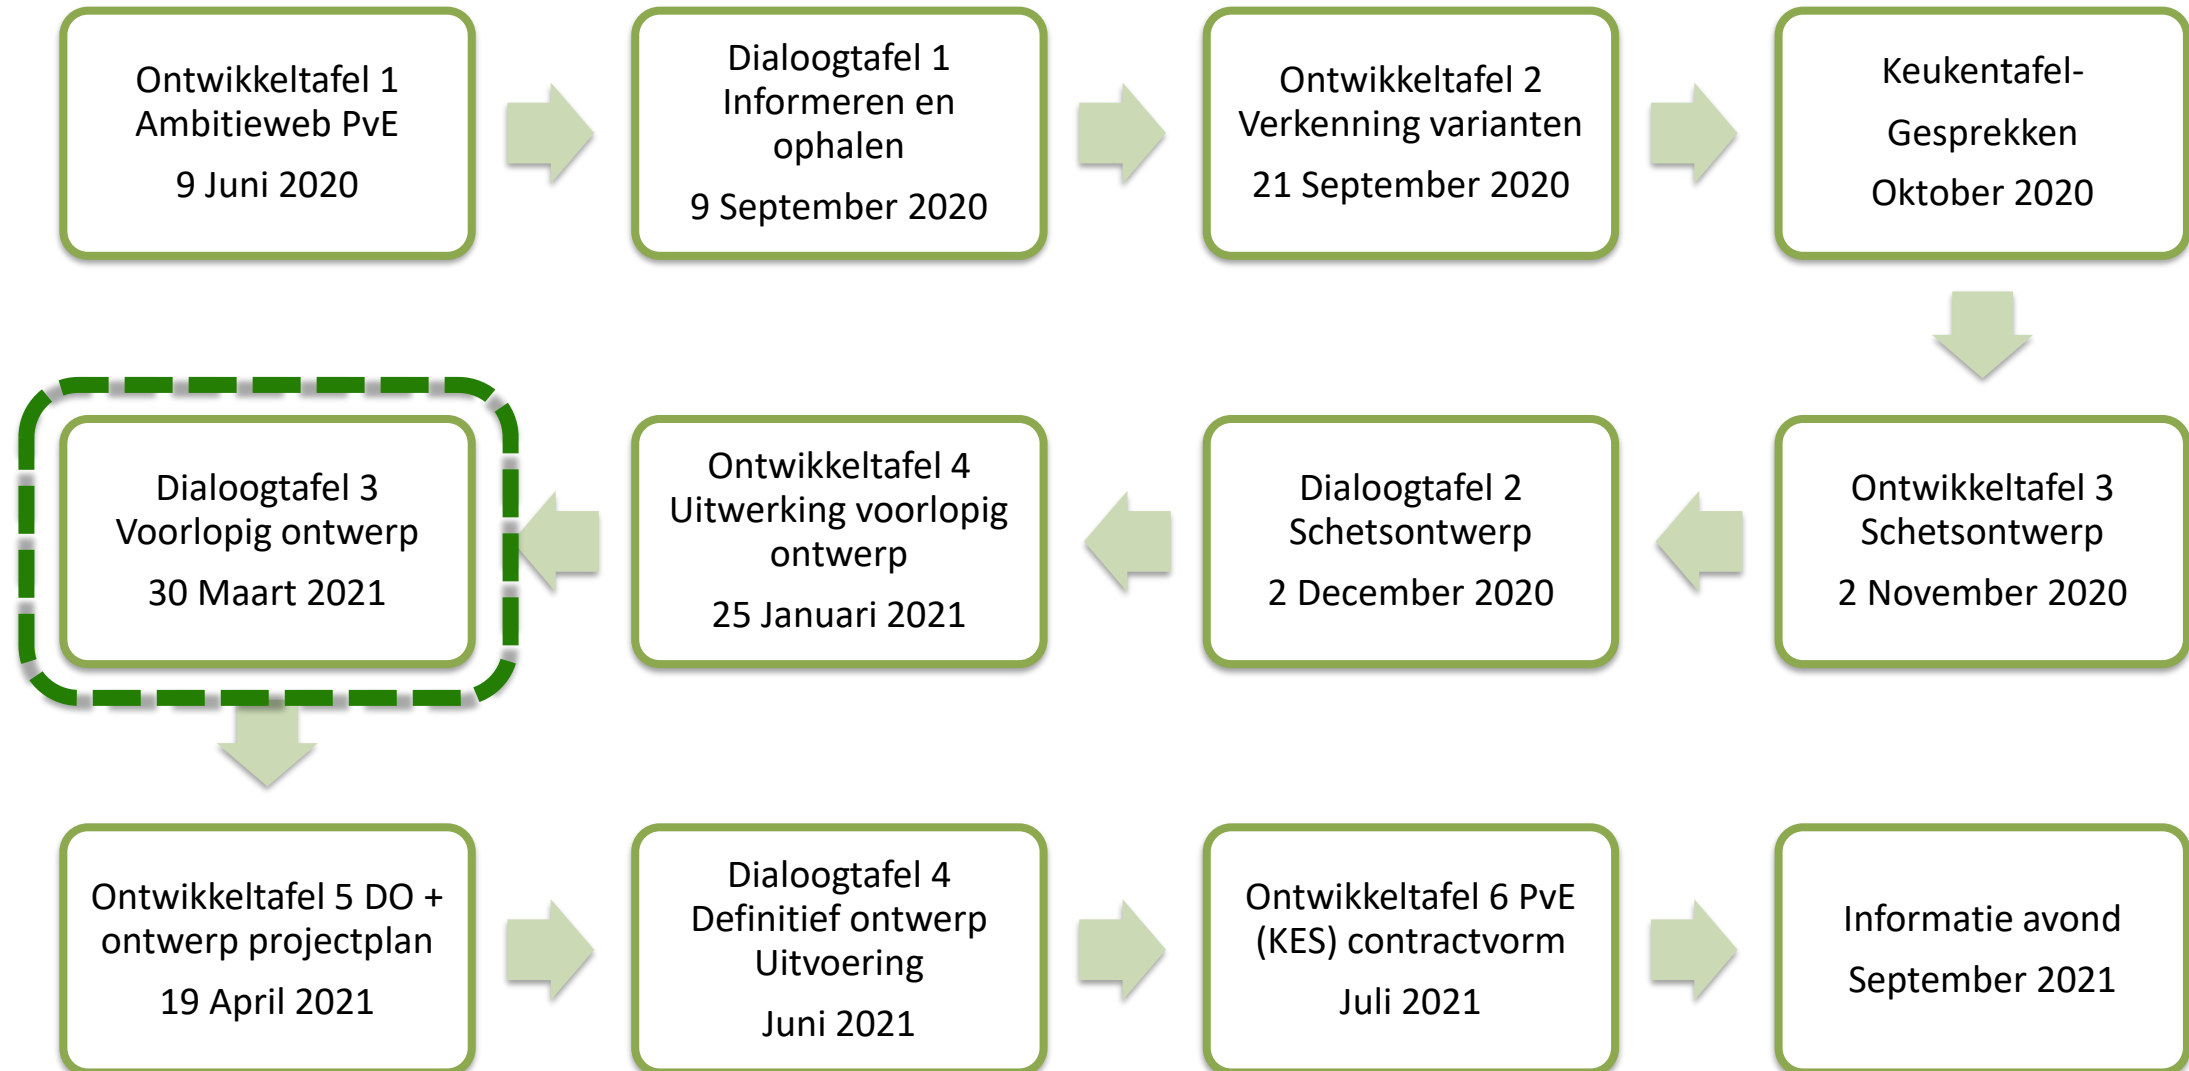 Ontwikkeltafel 1
Ambitieweb PvE
9 Juni 2020
Dialoogtafel 1
Informeren en
ophalen
9 September 2020
Ontwikkeltafel 2
Verkenning varianten
21 September 2020
Keukentafel-
Gesprekken
Oktober 2020
Ontwikkeltafel 3
Schetsontwerp
2 November 2020
Dialoogtafel 2
Schetsontwerp
2 December 2020
Ontwikkeltafel 4
Uitwerking voorlopig
ontwerp
25 Januari 2021
Dialoogtafel 3
Voorlopig ontwerp
30 Maart 2021
Ontwikkeltafel 5 DO +
ontwerp projectplan
19 April 2021
Dialoogtafel 4
Definitief ontwerp
Uitvoering
Juni 2021
Ontwikkeltafel 6 PvE
(KES) contractvorm
Juli 2021
Informatie avond
September 2021